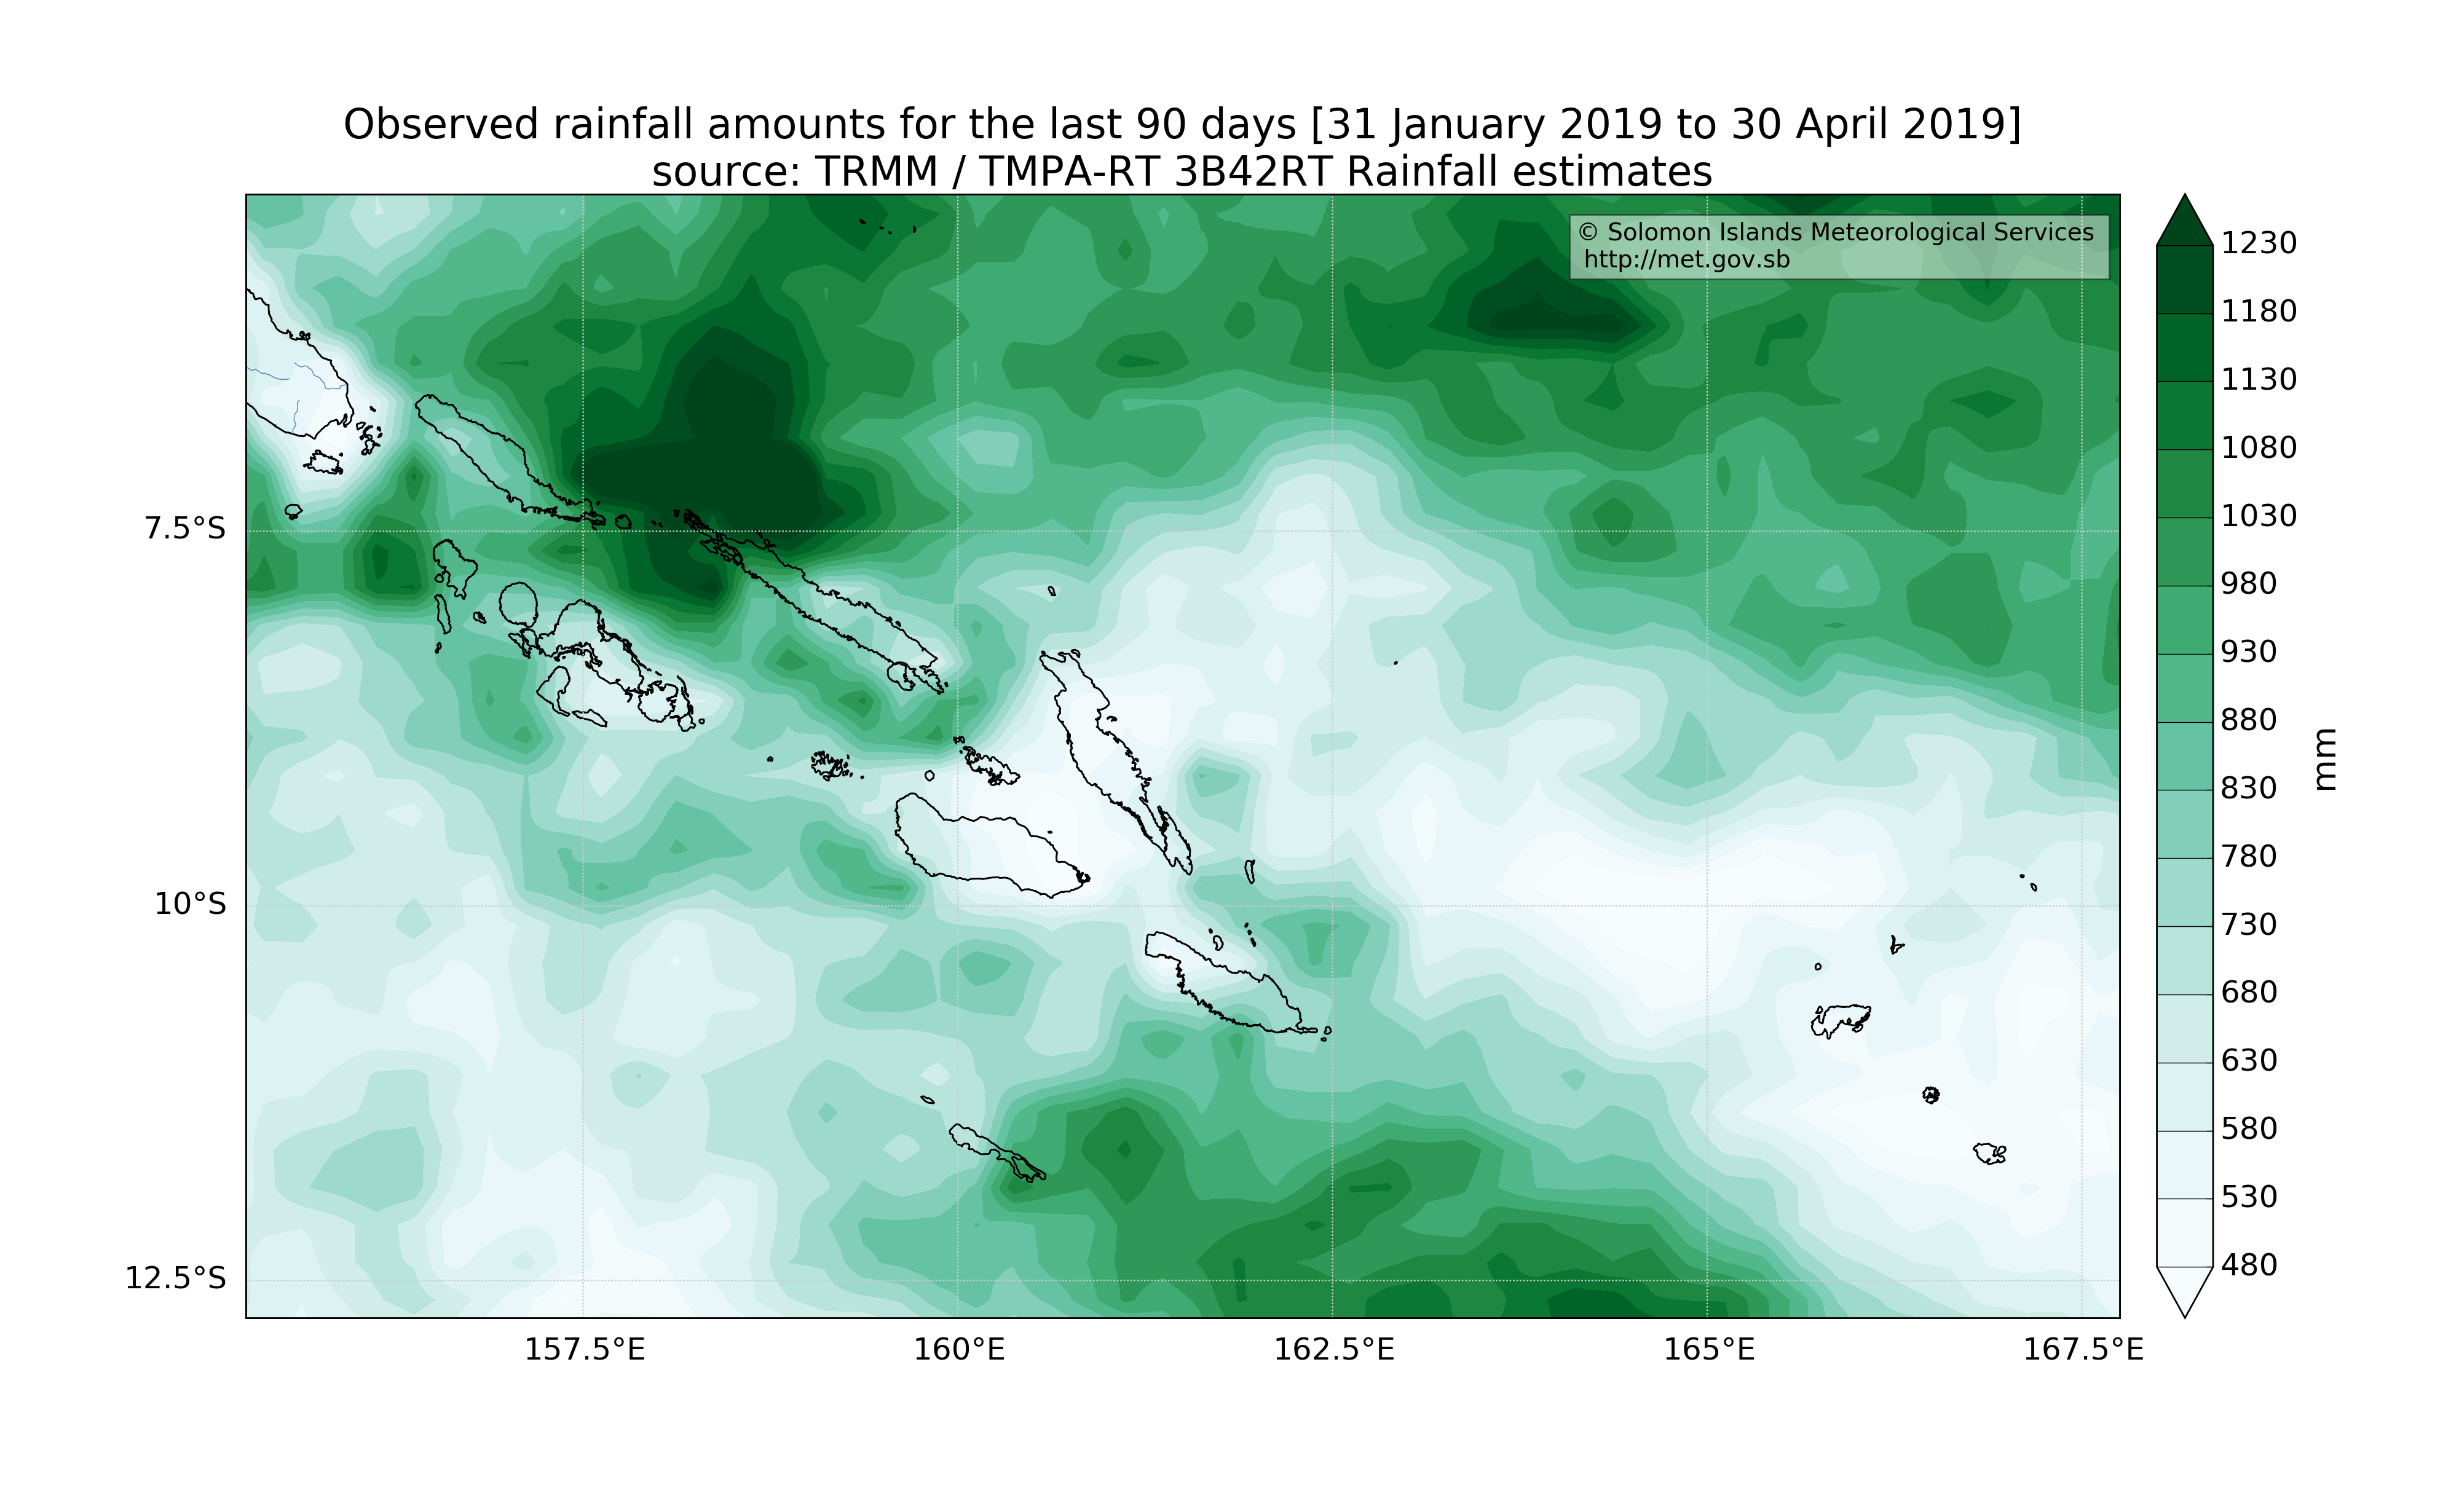 Observed rainfall amounts for the last 90 days [31 January 2019 to 30 April 2019]
source: TRMM / TMPA-RT 3B42RT Rainfall estimates
© Solomon Islands Meteorological Services
http://met.gov.sb
7.5°S
10°S
12.5°S
157.5°E
160°E
162.5°E
165°E
167.5°E
1230
1180
1130
1080
1030
980
930
880
830
780
730
680
630
580
530
480
mm